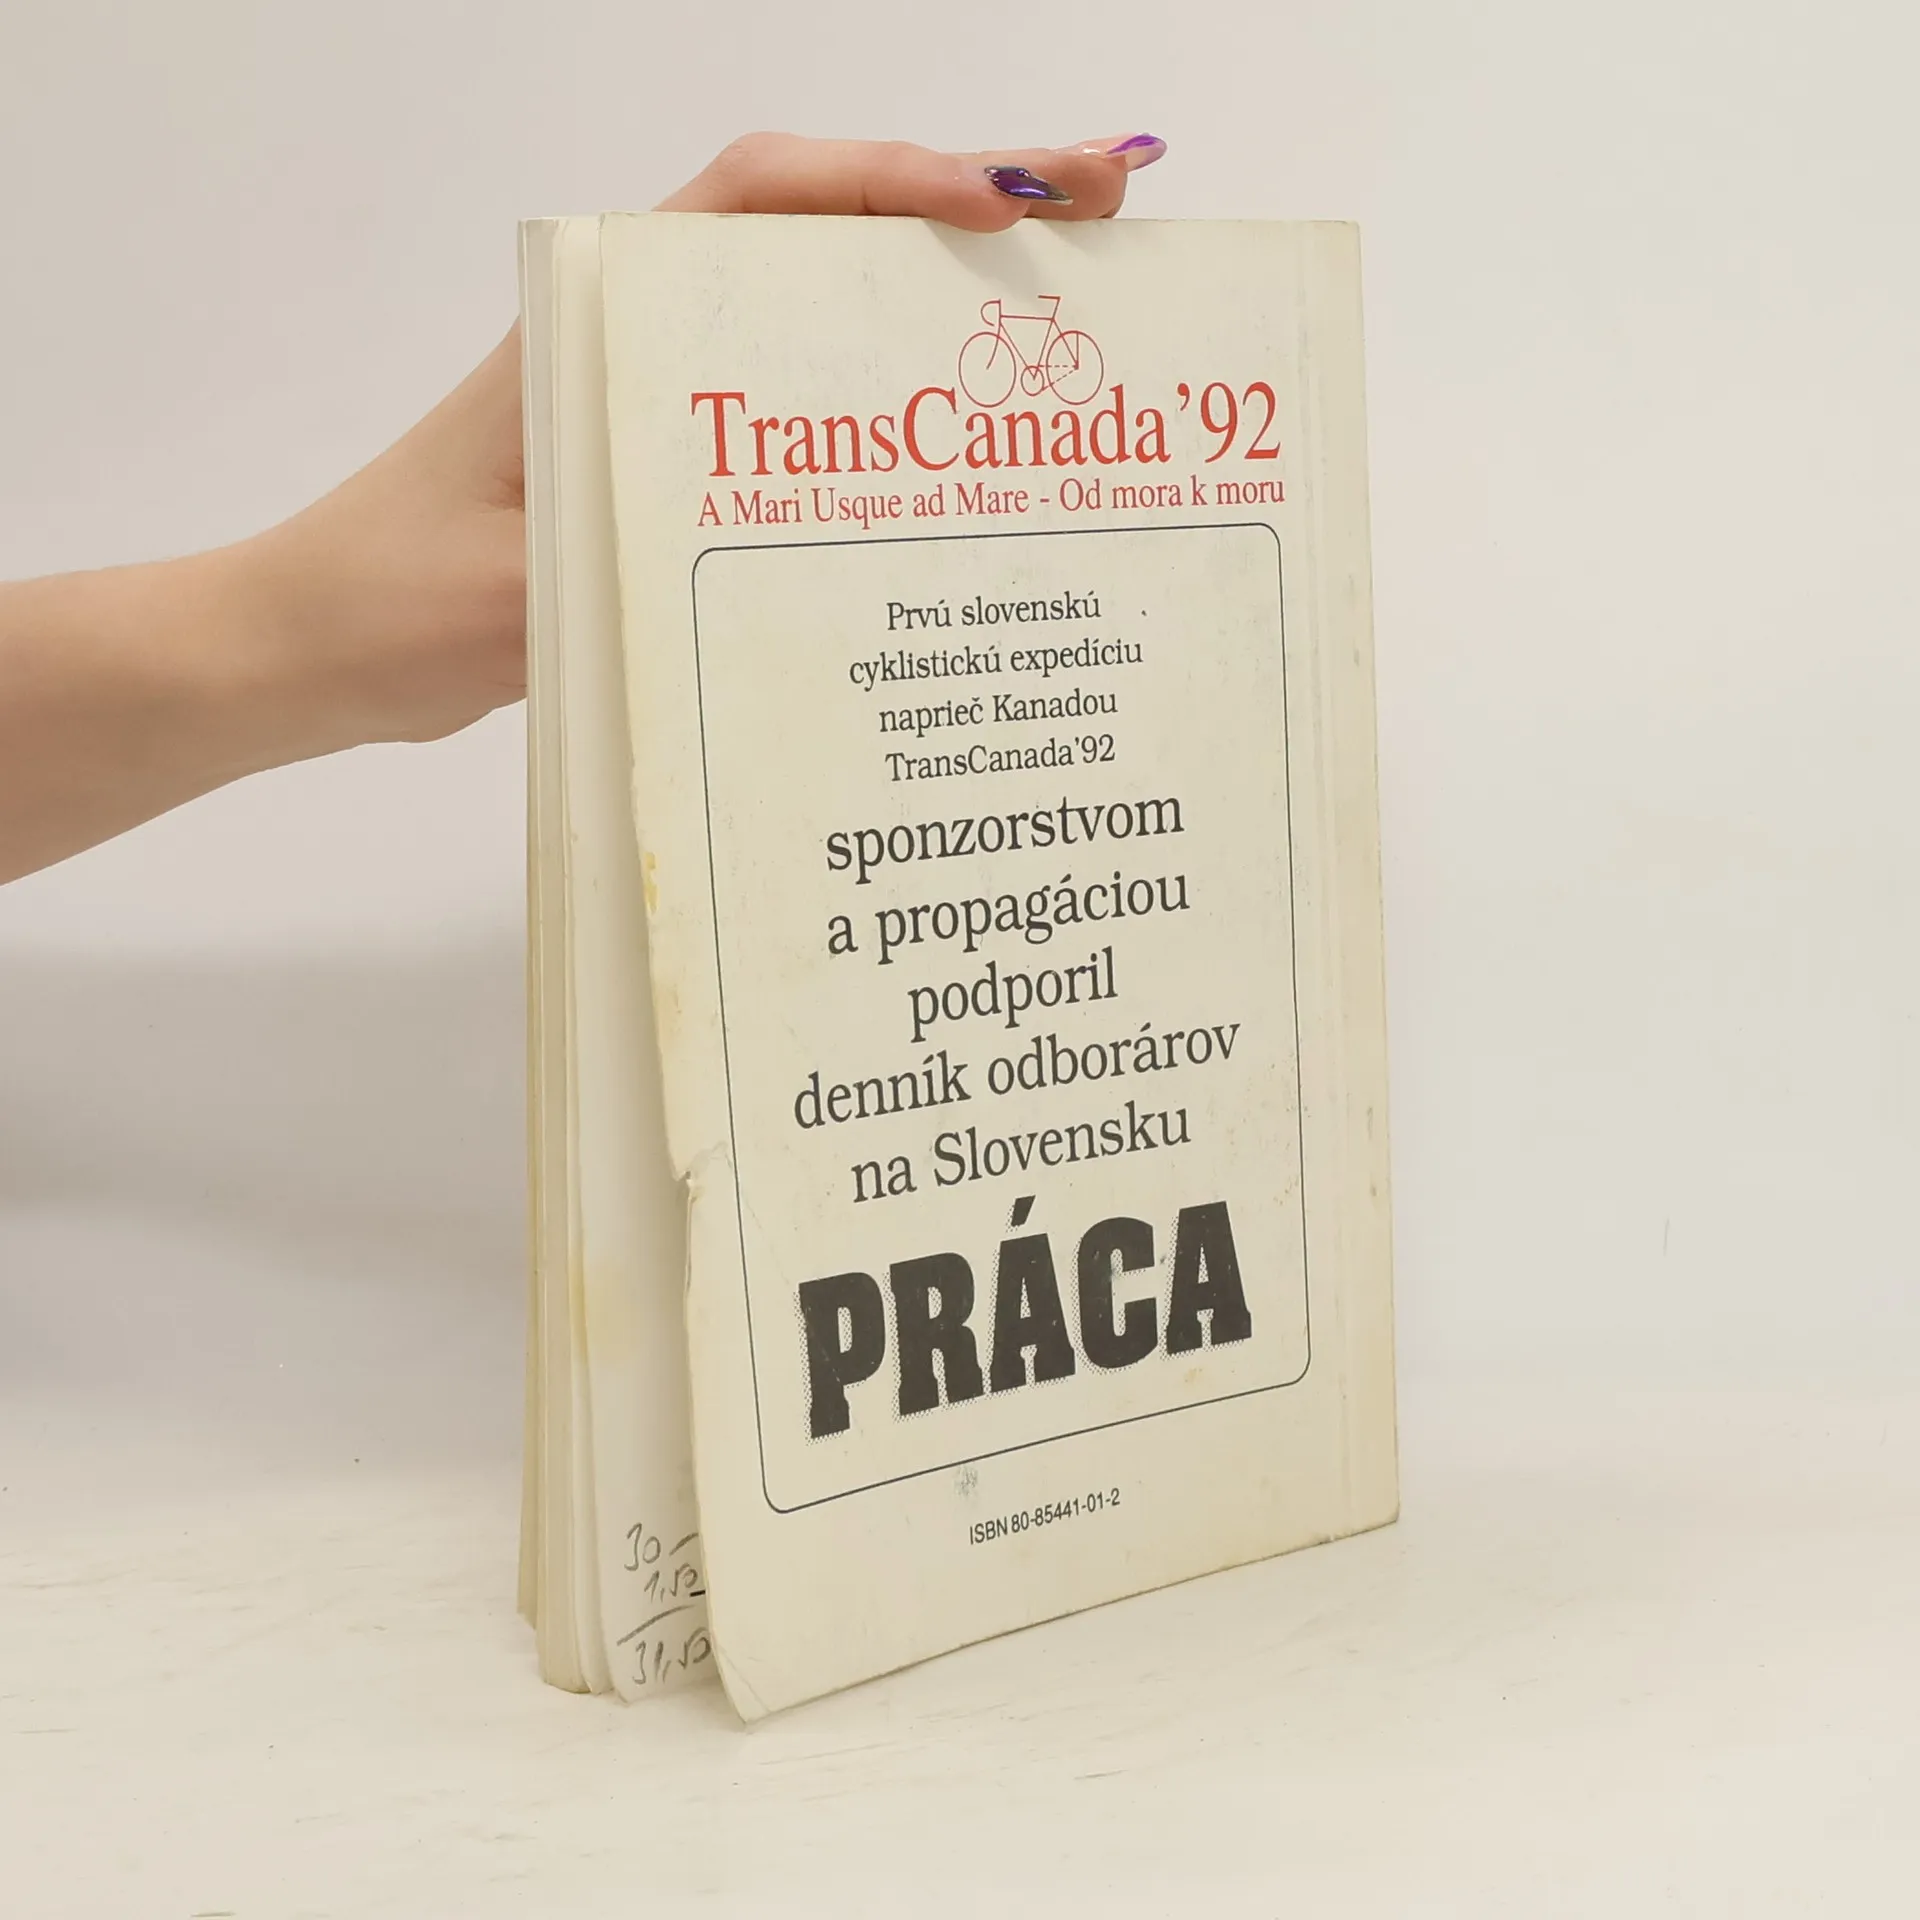 TransCanada ’92
A Mari Usque ad Mare - Od mora k moru
Prvú slovenskú
cyklistickú expedíciu
naprieč Kanadou
TransCanada’92
sponzorstvom
a propagáciou
podporil
denník odborárov
na Slovensku
PRÁCA
ISBN 80-85441-01-2
30 -
1,50
31,50